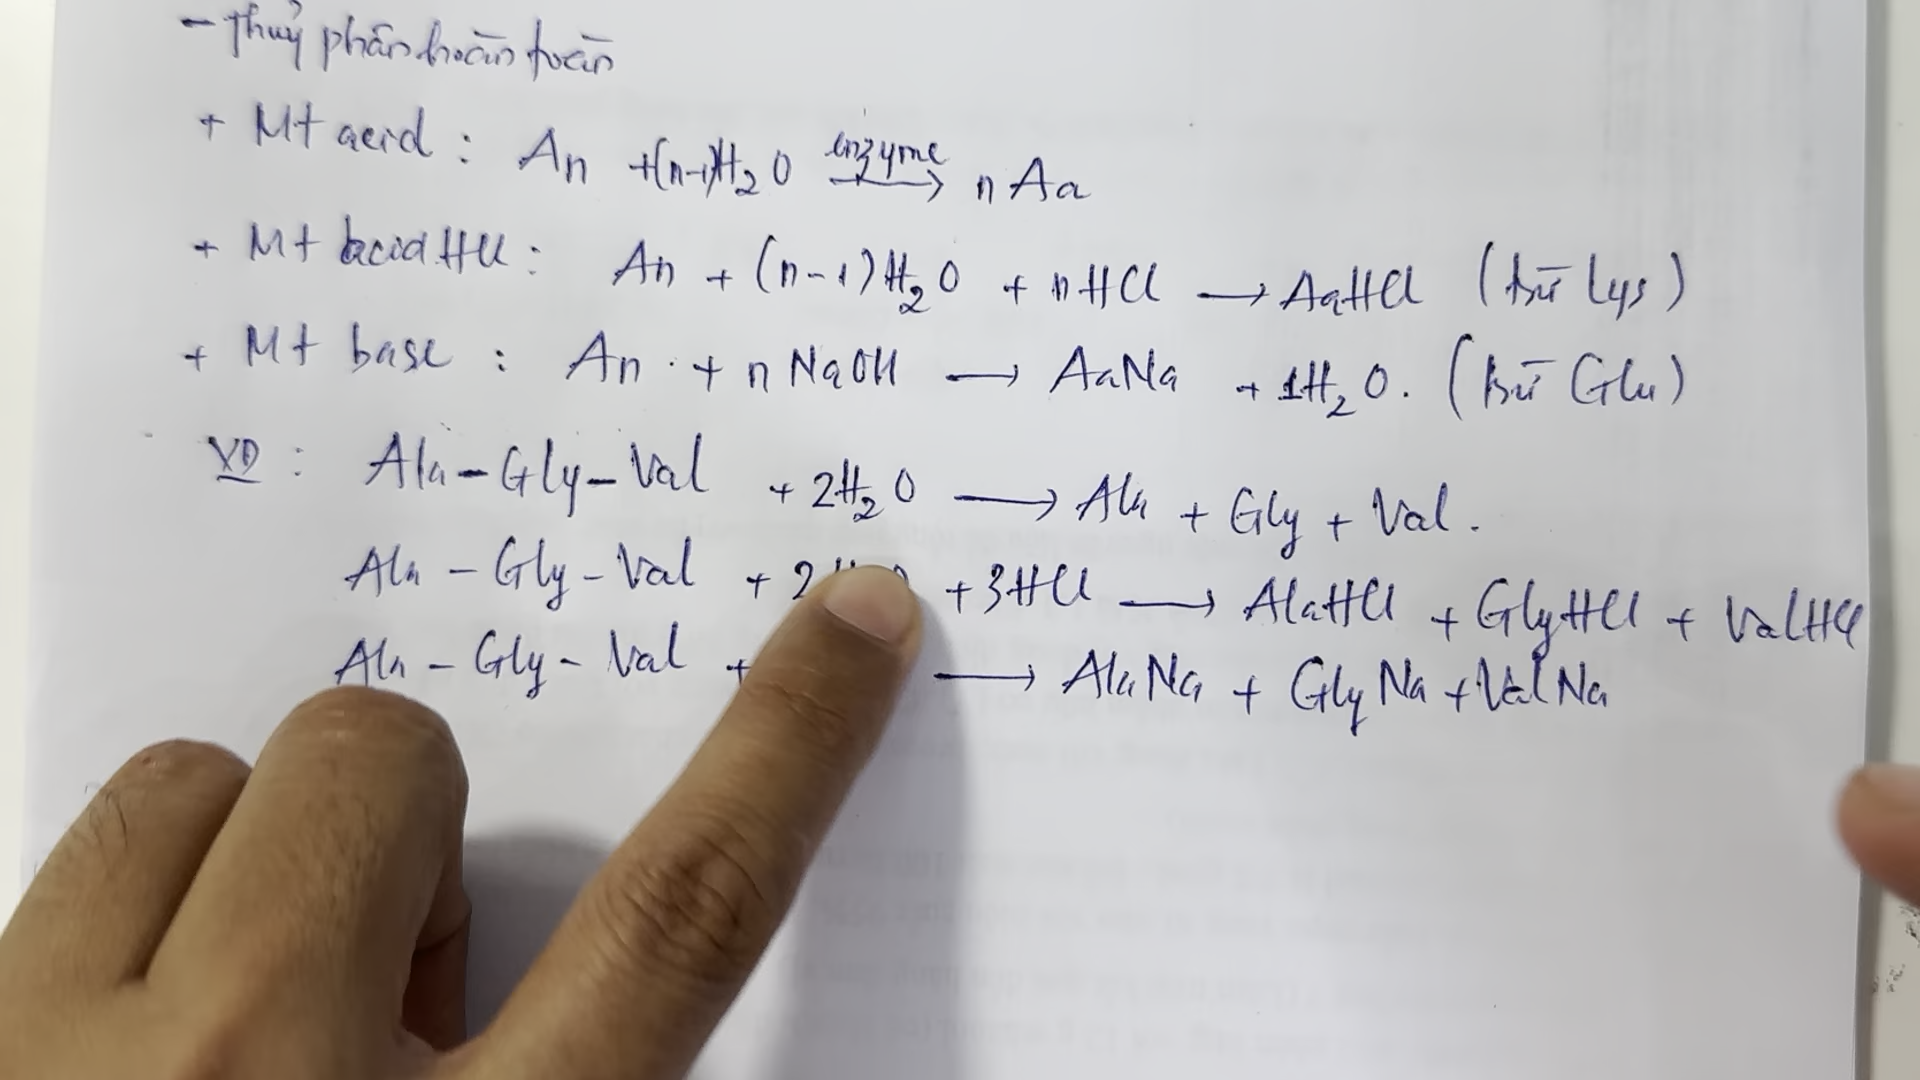 - Thuỷ phân hoàn toàn
+ Mt acid : An + (n-1)H2O enzyme → n Aa
+ Mt acid HCl : An + (n-1)H2O + nHCl → AaHCl (trừ Lys)
+ Mt base : An + n NaOH → AaNa + 1H2O. (trừ Glu)
VD : Ala - Gly - Val + 2H2O → Ala + Gly + Val.
Ala - Gly - Val + 2 + 3HCl → AlaHCl + GlyHCl + ValHCl
Ala - Gly - Val + → AlaNa + GlyNa + ValNa